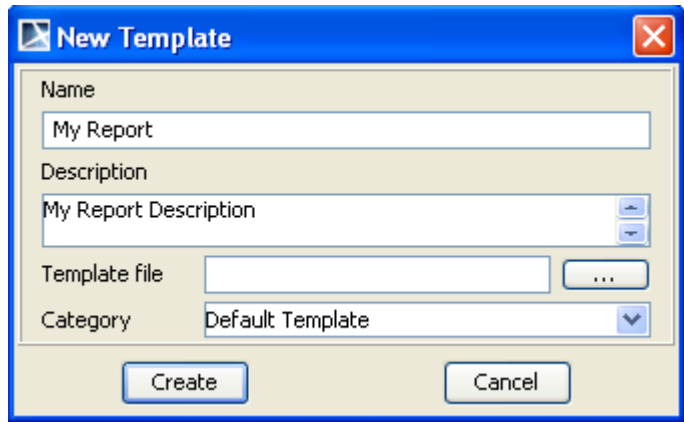 New Template
Name
My Report
Description
My Report Description
Template file ...
Category Default Template
Create Cancel